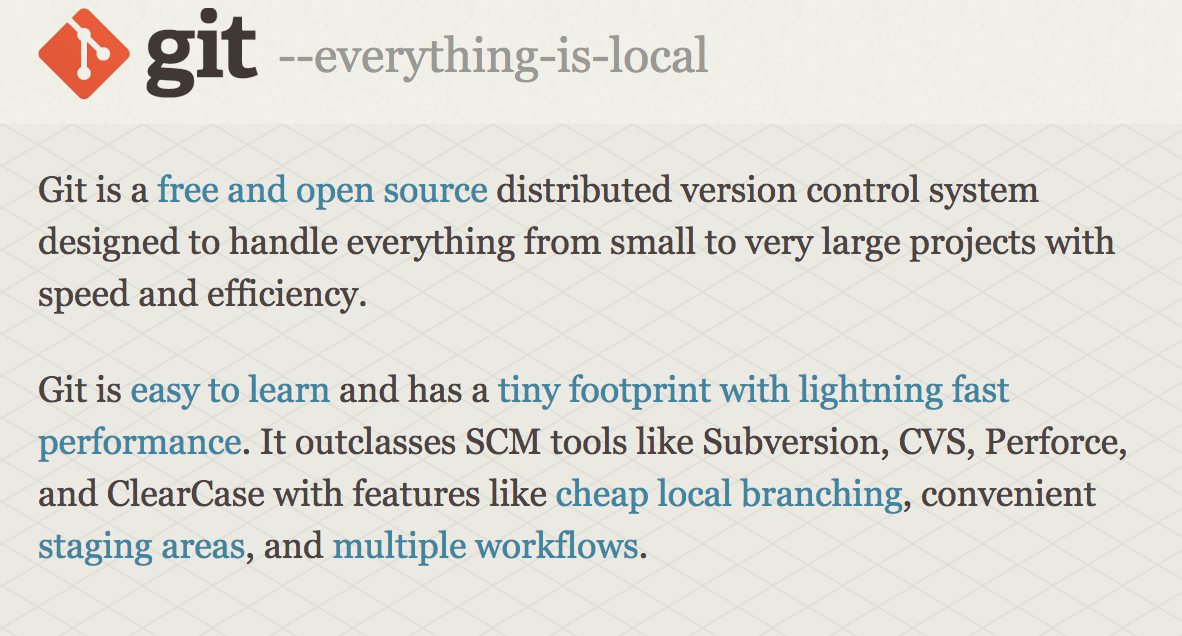 git --everything-is-local
Git is a free and open source distributed version control system
designed to handle everything from small to very large projects with
speed and efficiency.
Git is easy to learn and has a tiny footprint with lightning fast
performance. It outclasses SCM tools like Subversion, CVS, Perforce,
and ClearCase with features like cheap local branching, convenient
staging areas, and multiple workflows.